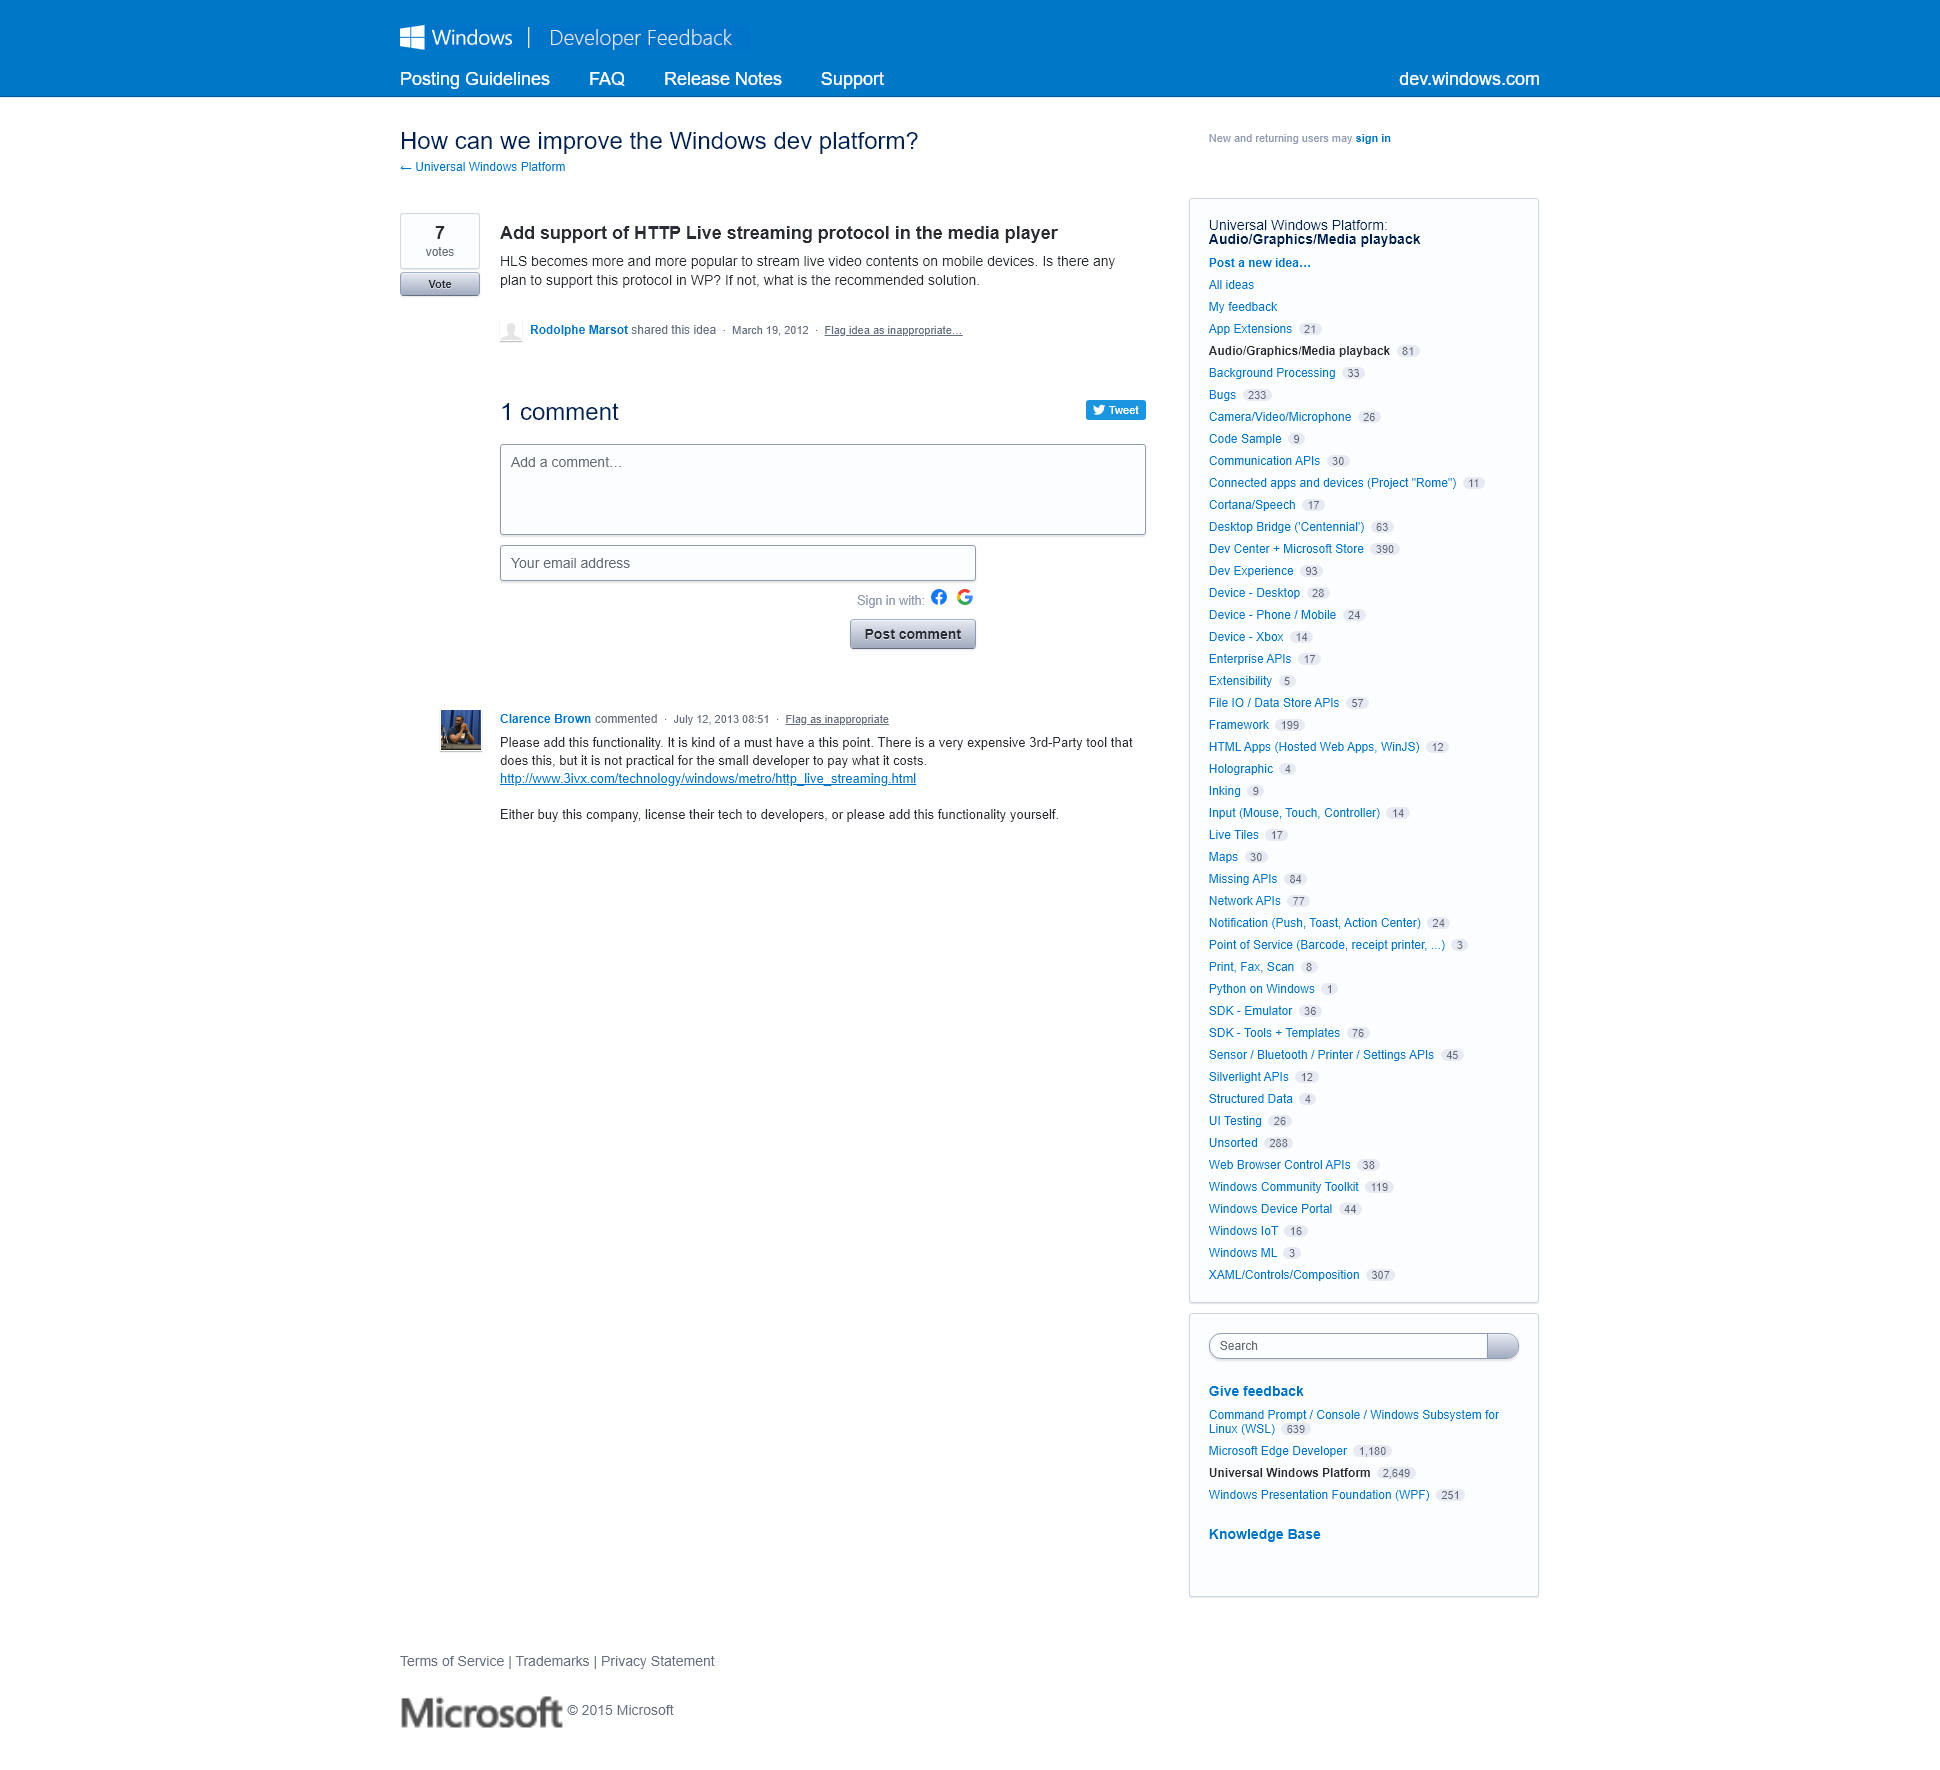 Windows | Developer Feedback
Posting Guidelines FAQ Release Notes Support dev.windows.com
How can we improve the Windows dev platform?
← Universal Windows Platform
New and returning users may sign in
7
votes
Vote
Add support of HTTP Live streaming protocol in the media player
HLS becomes more and more popular to stream live video contents on mobile devices. Is there any
plan to support this protocol in WP? If not, what is the recommended solution.
Rodolphe Marsot shared this idea · March 19, 2012 · Flag idea as inappropriate…
1 comment
Tweet
Add a comment…
Your email address
Sign in with:
Post comment
Clarence Brown commented · July 12, 2013 08:51 · Flag as inappropriate
Please add this functionality. It is kind of a must have a this point. There is a very expensive 3rd-Party tool that
does this, but it is not practical for the small developer to pay what it costs.
http://www.3ivx.com/technology/windows/metro/http_live_streaming.html
Either buy this company, license their tech to developers, or please add this functionality yourself.
Universal Windows Platform:
Audio/Graphics/Media playback
Post a new idea…
All ideas
My feedback
App Extensions 21
Audio/Graphics/Media playback 81
Background Processing 33
Bugs 233
Camera/Video/Microphone 26
Code Sample 9
Communication APIs 30
Connected apps and devices (Project "Rome") 11
Cortana/Speech 17
Desktop Bridge ('Centennial') 63
Dev Center + Microsoft Store 390
Dev Experience 93
Device - Desktop 28
Device - Phone / Mobile 24
Device - Xbox 14
Enterprise APIs 17
Extensibility 5
File IO / Data Store APIs 57
Framework 199
HTML Apps (Hosted Web Apps, WinJS) 12
Holographic 4
Inking 9
Input (Mouse, Touch, Controller) 14
Live Tiles 17
Maps 30
Missing APIs 84
Network APIs 77
Notification (Push, Toast, Action Center) 24
Point of Service (Barcode, receipt printer, ...) 3
Print, Fax, Scan 8
Python on Windows 1
SDK - Emulator 36
SDK - Tools + Templates 76
Sensor / Bluetooth / Printer / Settings APIs 45
Silverlight APIs 12
Structured Data 4
UI Testing 26
Unsorted 288
Web Browser Control APIs 38
Windows Community Toolkit 119
Windows Device Portal 44
Windows IoT 16
Windows ML 3
XAML/Controls/Composition 307
Search
Give feedback
Command Prompt / Console / Windows Subsystem for
Linux (WSL) 639
Microsoft Edge Developer 1,180
Universal Windows Platform 2,649
Windows Presentation Foundation (WPF) 251
Knowledge Base
Terms of Service | Trademarks | Privacy Statement
Microsoft © 2015 Microsoft